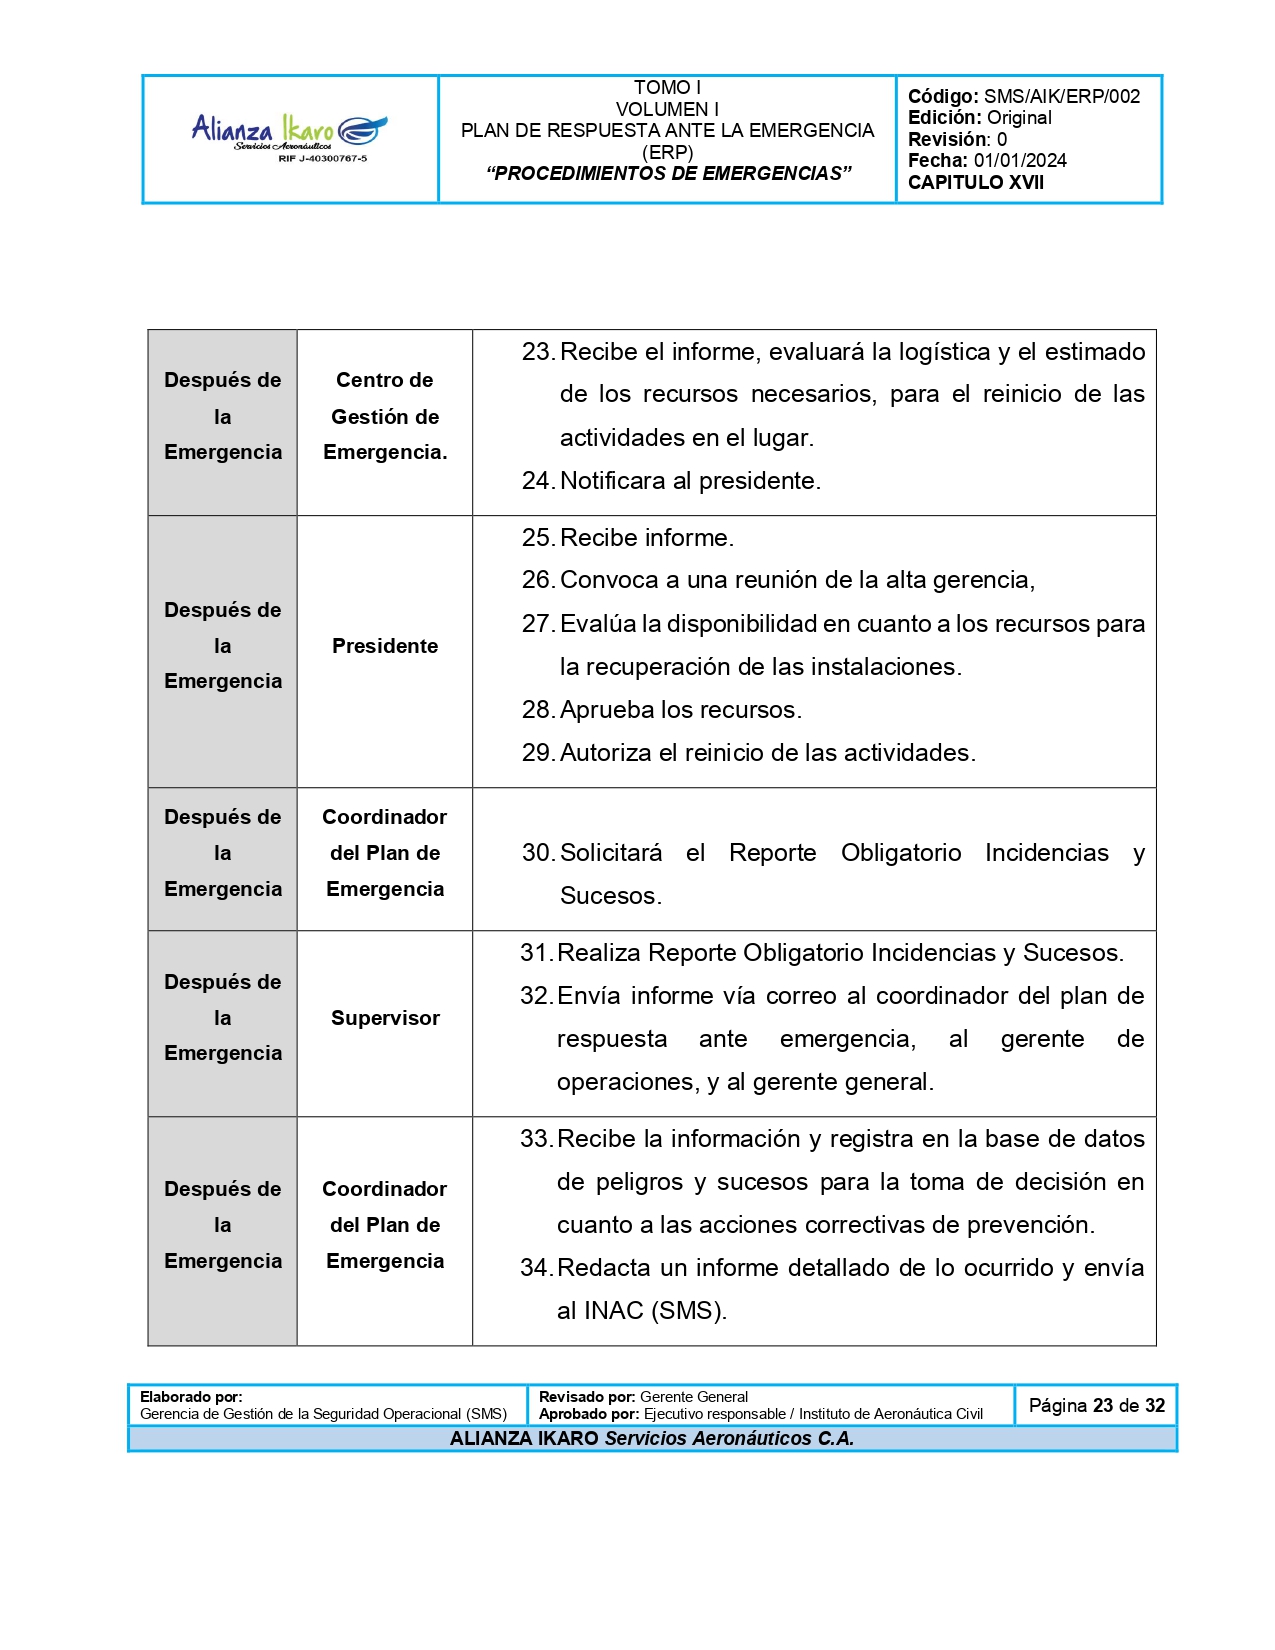 Alianza Ikaro
Servicios Aeronáuticos
RIF J-40300767-5
TOMO I
VOLUMEN I
PLAN DE RESPUESTA ANTE LA EMERGENCIA
(ERP)
“PROCEDIMIENTOS DE EMERGENCIAS”
Código: SMS/AIK/ERP/002
Edición: Original
Revisión: 0
Fecha: 01/01/2024
CAPITULO XVII
Después de
la
Emergencia
Centro de
Gestión de
Emergencia.
23. Recibe el informe, evaluará la logística y el estimado
de los recursos necesarios, para el reinicio de las
actividades en el lugar.
24. Notificara al presidente.
Después de
la
Emergencia
Presidente
25. Recibe informe.
26. Convoca a una reunión de la alta gerencia,
27. Evalúa la disponibilidad en cuanto a los recursos para
la recuperación de las instalaciones.
28. Aprueba los recursos.
29. Autoriza el reinicio de las actividades.
Después de
la
Emergencia
Coordinador
del Plan de
Emergencia
30. Solicitará el Reporte Obligatorio Incidencias y
Sucesos.
Después de
la
Emergencia
Supervisor
31. Realiza Reporte Obligatorio Incidencias y Sucesos.
32. Envía informe vía correo al coordinador del plan de
respuesta ante emergencia, al gerente de
operaciones, y al gerente general.
Después de
la
Emergencia
Coordinador
del Plan de
Emergencia
33. Recibe la información y registra en la base de datos
de peligros y sucesos para la toma de decisión en
cuanto a las acciones correctivas de prevención.
34. Redacta un informe detallado de lo ocurrido y envía
al INAC (SMS).
Elaborado por:
Gerencia de Gestión de la Seguridad Operacional (SMS)
Revisado por: Gerente General
Aprobado por: Ejecutivo responsable / Instituto de Aeronáutica Civil
Página 23 de 32
ALIANZA IKARO Servicios Aeronáuticos C.A.